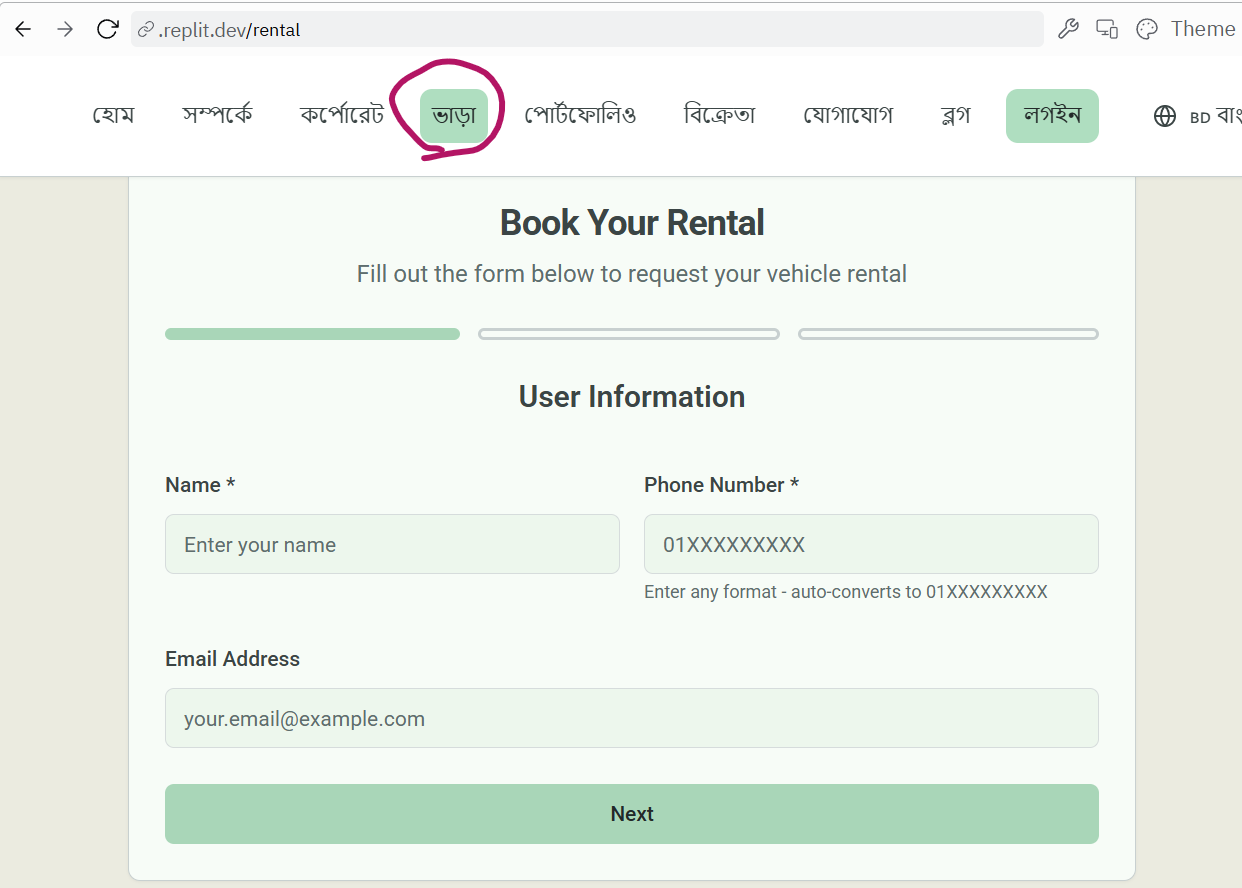 .replit.dev/rental Theme
হোম সম্পর্কে কর্পোরেট ভাড়া পোর্টফোলিও বিক্রেতা যোগাযোগ ব্লগ লগইন BD
Book Your Rental
Fill out the form below to request your vehicle rental
User Information
Name * Phone Number *
Enter your name 01XXXXXXXXX
Enter any format - auto-converts to 01XXXXXXXXX
Email Address
your.email@example.com
Next